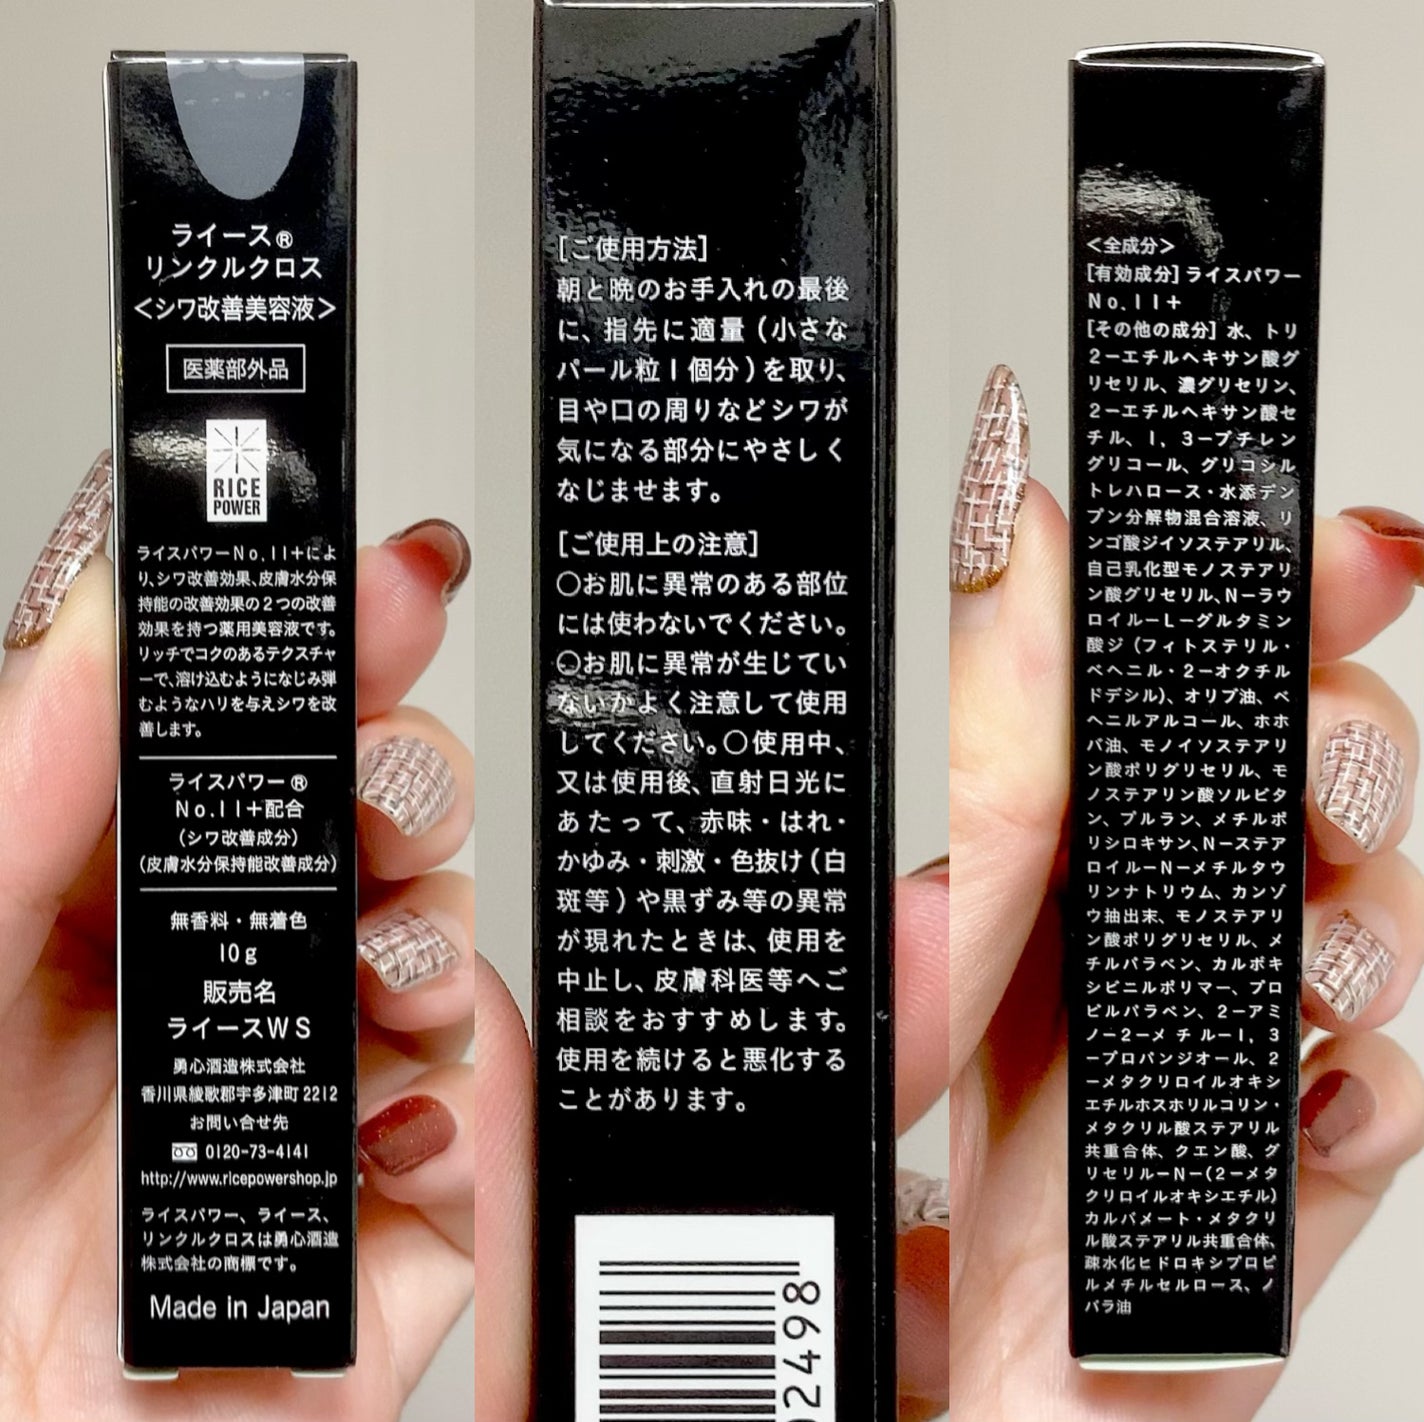 ライース®
リンクルクロス
<シワ改善美容液>
医薬部外品
RICE
POWER
ライスパワーNo.11+によ
り、シワ改善効果、皮膚水分保
持能の改善効果の2つの改善
効果を持つ薬用美容液です。
リッチでコクのあるテクスチャ
ーで、溶け込むようになじみ弾
むようなハリを与えシワを改
善します。
ライスパワー®
No.11+配合
(シワ改善成分)
(皮膚水分保持能改善成分)
無香料・無着色
10g
販売名
ライースWS
勇心酒造株式会社
香川県綾歌郡宇多津町2212
お問い合せ先
0120-73-4141
http://www.ricepowershop.jp
ライスパワー、ライース、
リンクルクロスは勇心酒造
株式会社の商標です。
Made in Japan
[ご使用方法]
朝と晩のお手入れの最後
に、指先に適量(小さな
パール粒1個分)を取り、
目や口の周りなどシワが
気になる部分にやさしく
なじませます。
[ご使用上の注意]
○お肌に異常のある部位
には使わないでください。
○お肌に異常が生じてい
ないかよく注意して使用
してください。○使用中、
又は使用後、直射日光に
あたって、赤味・はれ・
かゆみ・刺激・色抜け(白
斑等)や黒ずみ等の異常
が現れたときは、使用を
中止し、皮膚科医等へご
相談をおすすめします。
使用を続けると悪化する
ことがあります。
02498
<全成分>
[有効成分]ライスパワー
No.11+
[その他の成分]水、トリ
2-エチルヘキサン酸グ
リセリル、濃グリセリン、
2-エチルヘキサン酸セ
チル、1,3-ブチレン
グリコール、グリコシル
トレハロース・水添デン
プン分解物混合溶液、リ
ンゴ酸ジイソステアリル、
自己乳化型モノステアリ
ン酸グリセリル、N-ラウ
ロイル-L-グルタミン
酸ジ(フィトステリル・
ベヘニル・2-オクチル
ドデシル)、オリブ油、ベ
ヘニルアルコール、ホホ
バ油、モノイソステアリ
ン酸ポリグリセリル、モ
ノステアリン酸ソルビタ
ン、プルラン、メチルポ
リシロキサン、N-ステア
ロイル-N-メチルタウ
リンナトリウム、カンゾ
ウ抽出末、モノステアリ
ン酸ポリグリセリル、メ
チルパラベン、カルボキ
シビニルポリマー、プロ
ピルパラベン、2-アミ
ノ-2-メチル-1,3
-プロパンジオール、2
-メタクリロイルオキシ
エチルホスホリルコリン・
メタクリル酸ステアリル
共重合体、クエン酸、グ
リセリル-N-(2-メタ
クリロイルオキシエチル)
カルバメート・メタクリ
ル酸ステアリル共重合体、
疎水化ヒドロキシプロピ
ルメチルセルロース、ノ
バラ油